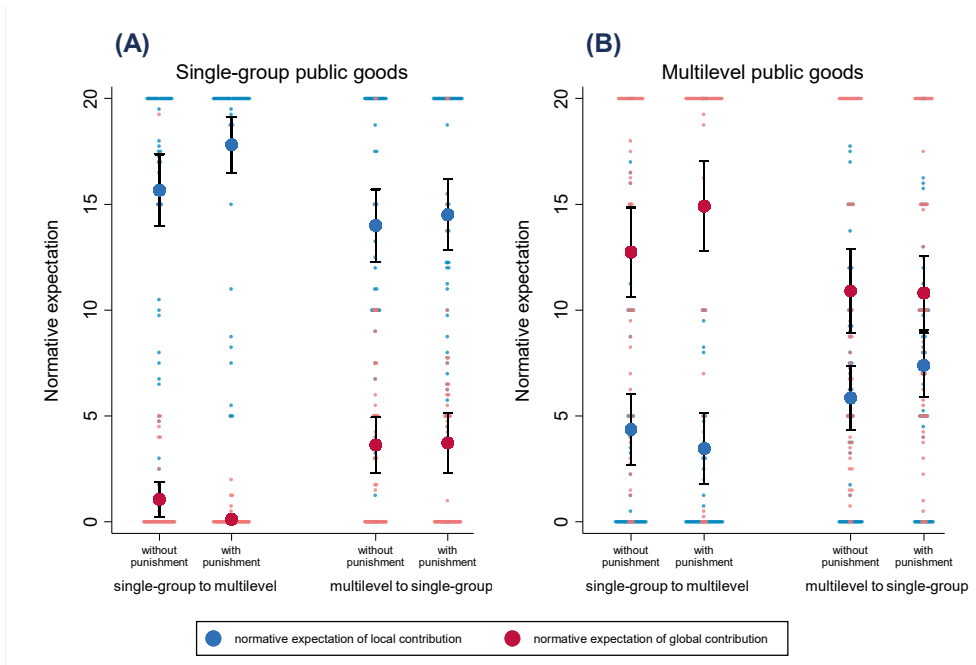 (A)
Single-group public goods
Normative expectation
20
15
10
5
0
without
punishment
with
punishment
without
punishment
with
punishment
single-group to multilevel
multilevel to single-group
(B)
Multilevel public goods
Normative expectation
20
15
10
5
0
without
punishment
with
punishment
without
punishment
with
punishment
single-group to multilevel
multilevel to single-group
normative expectation of local contribution
normative expectation of global contribution